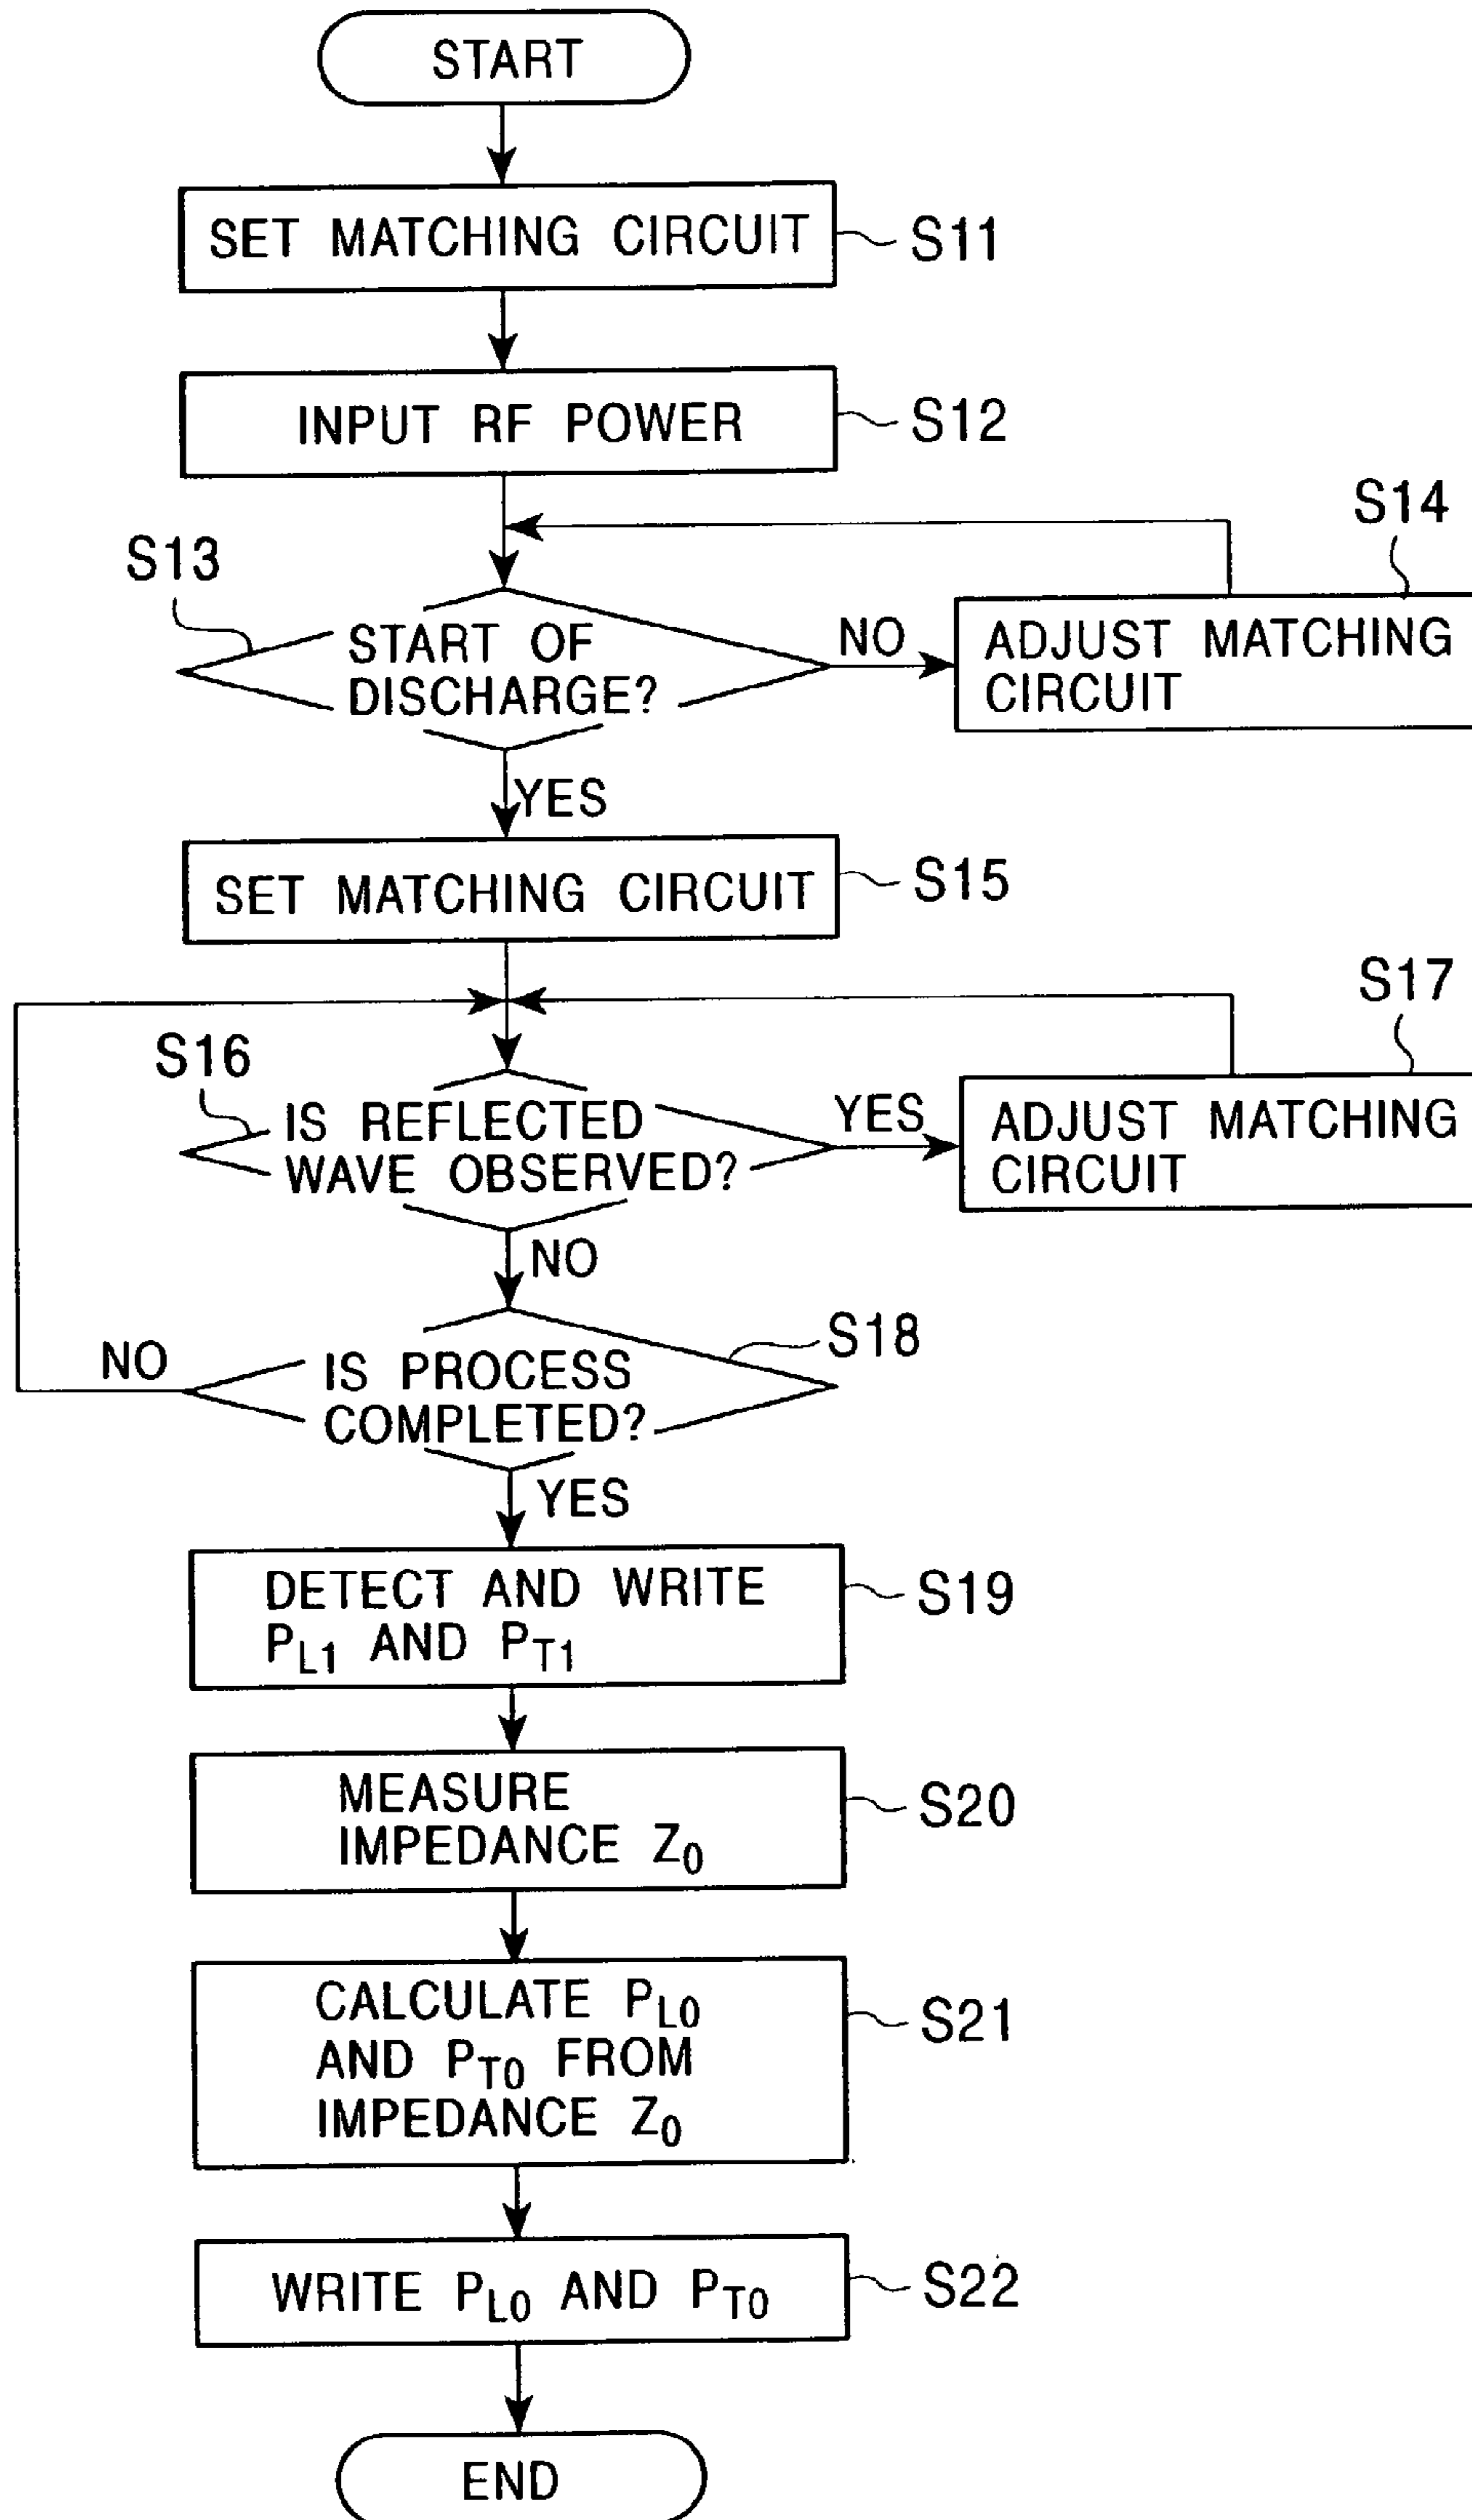 START
SET MATCHING CIRCUIT
S11
INPUT RF POWER
S12
S14
S13
START OF
DISCHARGE?
NO
ADJUST MATCHING
CIRCUIT
YES
SET MATCHING CIRCUIT
S15
S17
S16
IS REFLECTED
WAVE OBSERVED?
YES
ADJUST MATCHING
CIRCUIT
NO
S18
NO
IS PROCESS
COMPLETED?
YES
DETECT AND WRITE
PL1 AND PT1
S19
MEASURE
IMPEDANCE Z0
S20
CALCULATE PL0
AND PT0 FROM
IMPEDANCE Z0
S21
WRITE PL0 AND PT0
S22
END